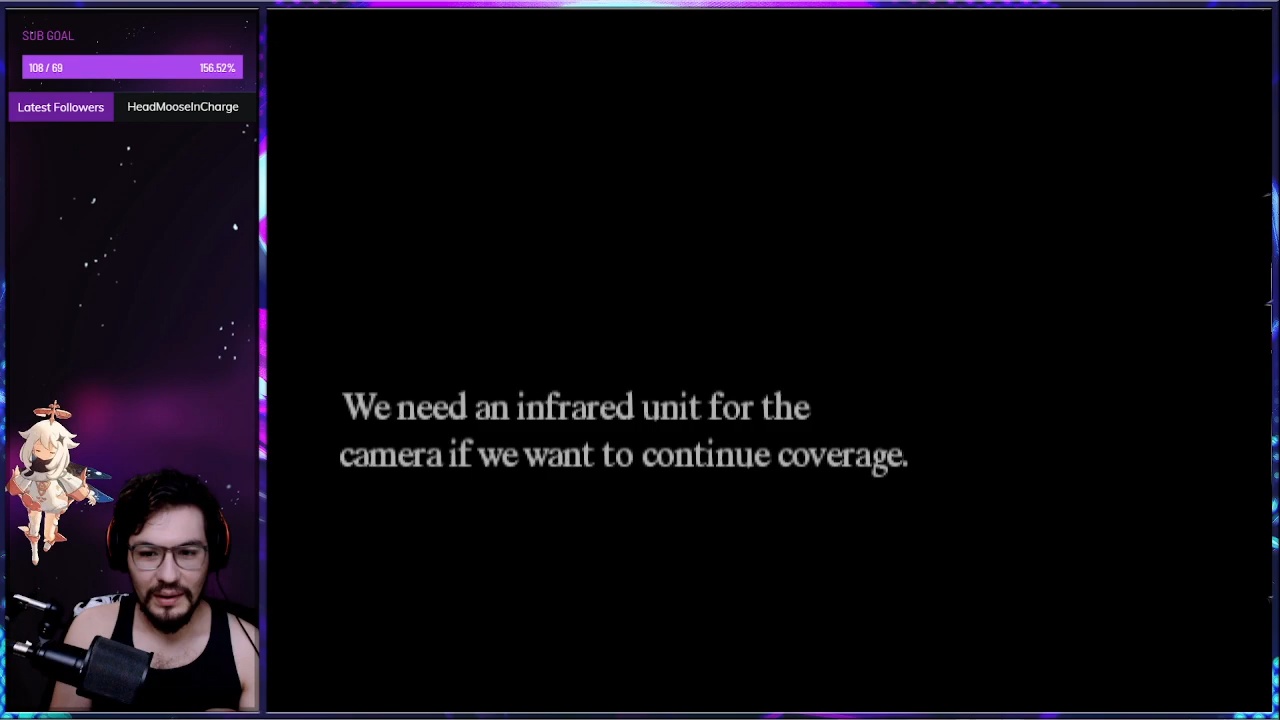 SUB GOAL
108 / 69 156.52%
Latest Followers HeadMooseInCharge
We need an infrared unit for the
camera if we want to continue coverage.